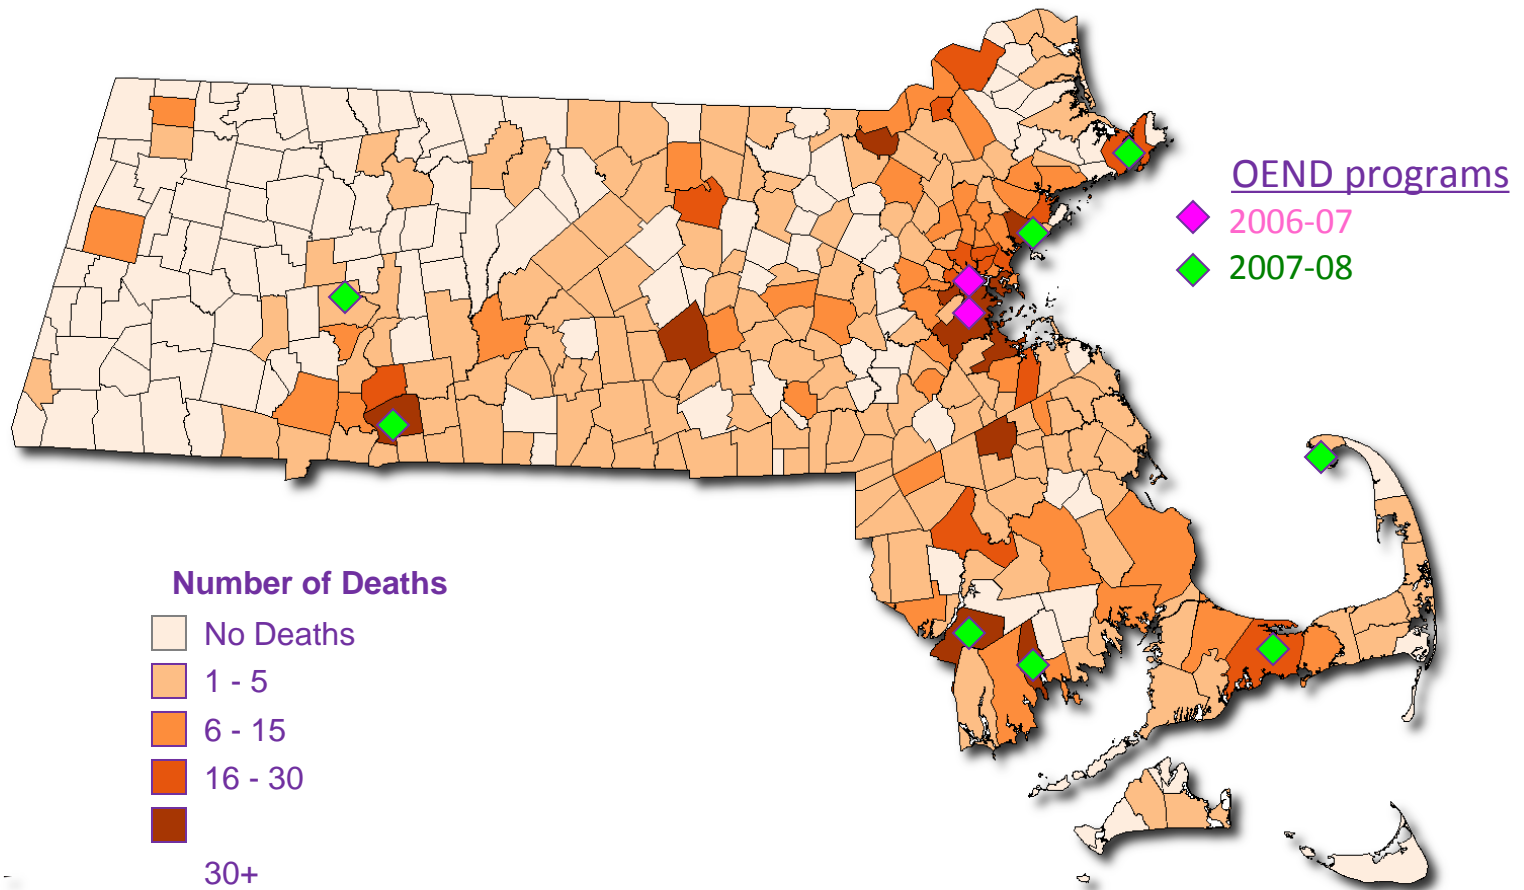 OEND programs
2006-07
2007-08
Number of Deaths
No Deaths
1 - 5
6 - 15
16 - 30
30+